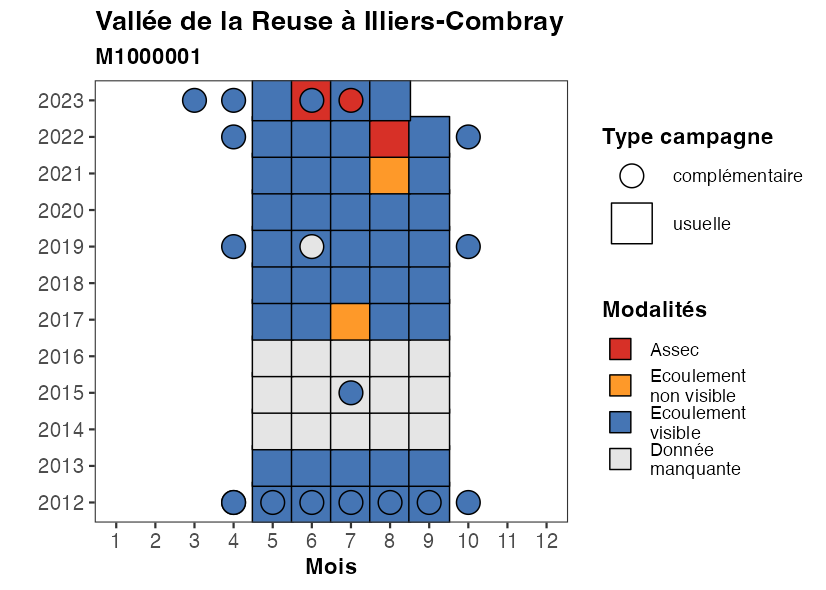 Vallée de la Reuse à Illiers-Combray
M1000001
2023
2022
2021
2020
2019
2018
2017
2016
2015
2014
2013
2012
1 2 3 4 5 6 7 8 9 10 11 12
Mois
Type campagne
complémentaire
usuelle
Modalités
Assec
Ecoulement
non visible
Ecoulement
visible
Donnée
manquante